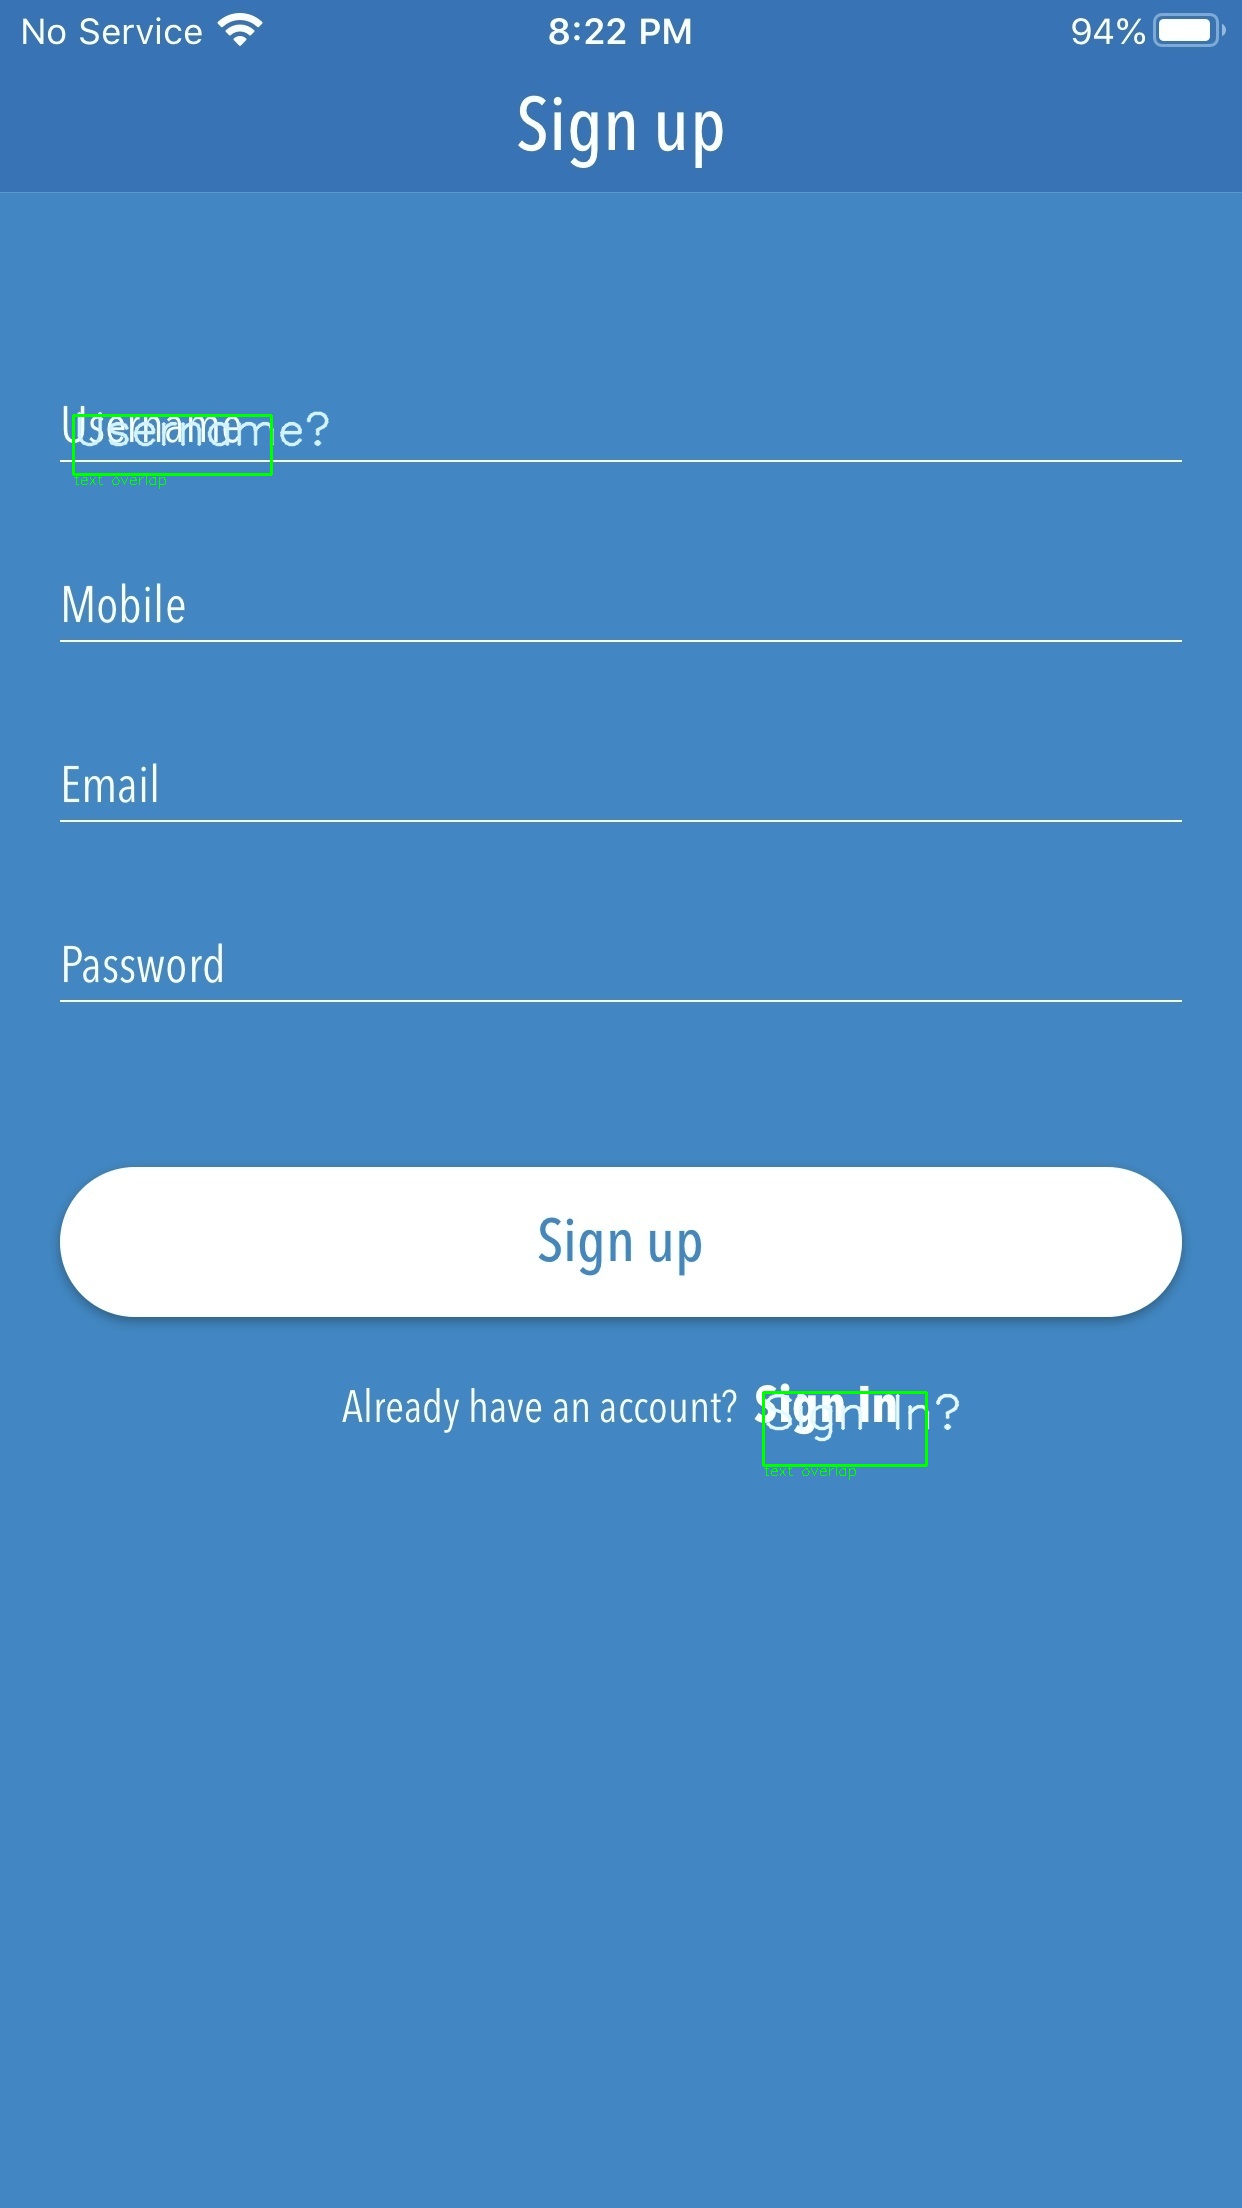 No Service 8:22 PM 94%
Sign up
Username
Username?
text overlap
Mobile
Email
Password
Sign up
Already have an account? Sign in
Sign In?
text overlap